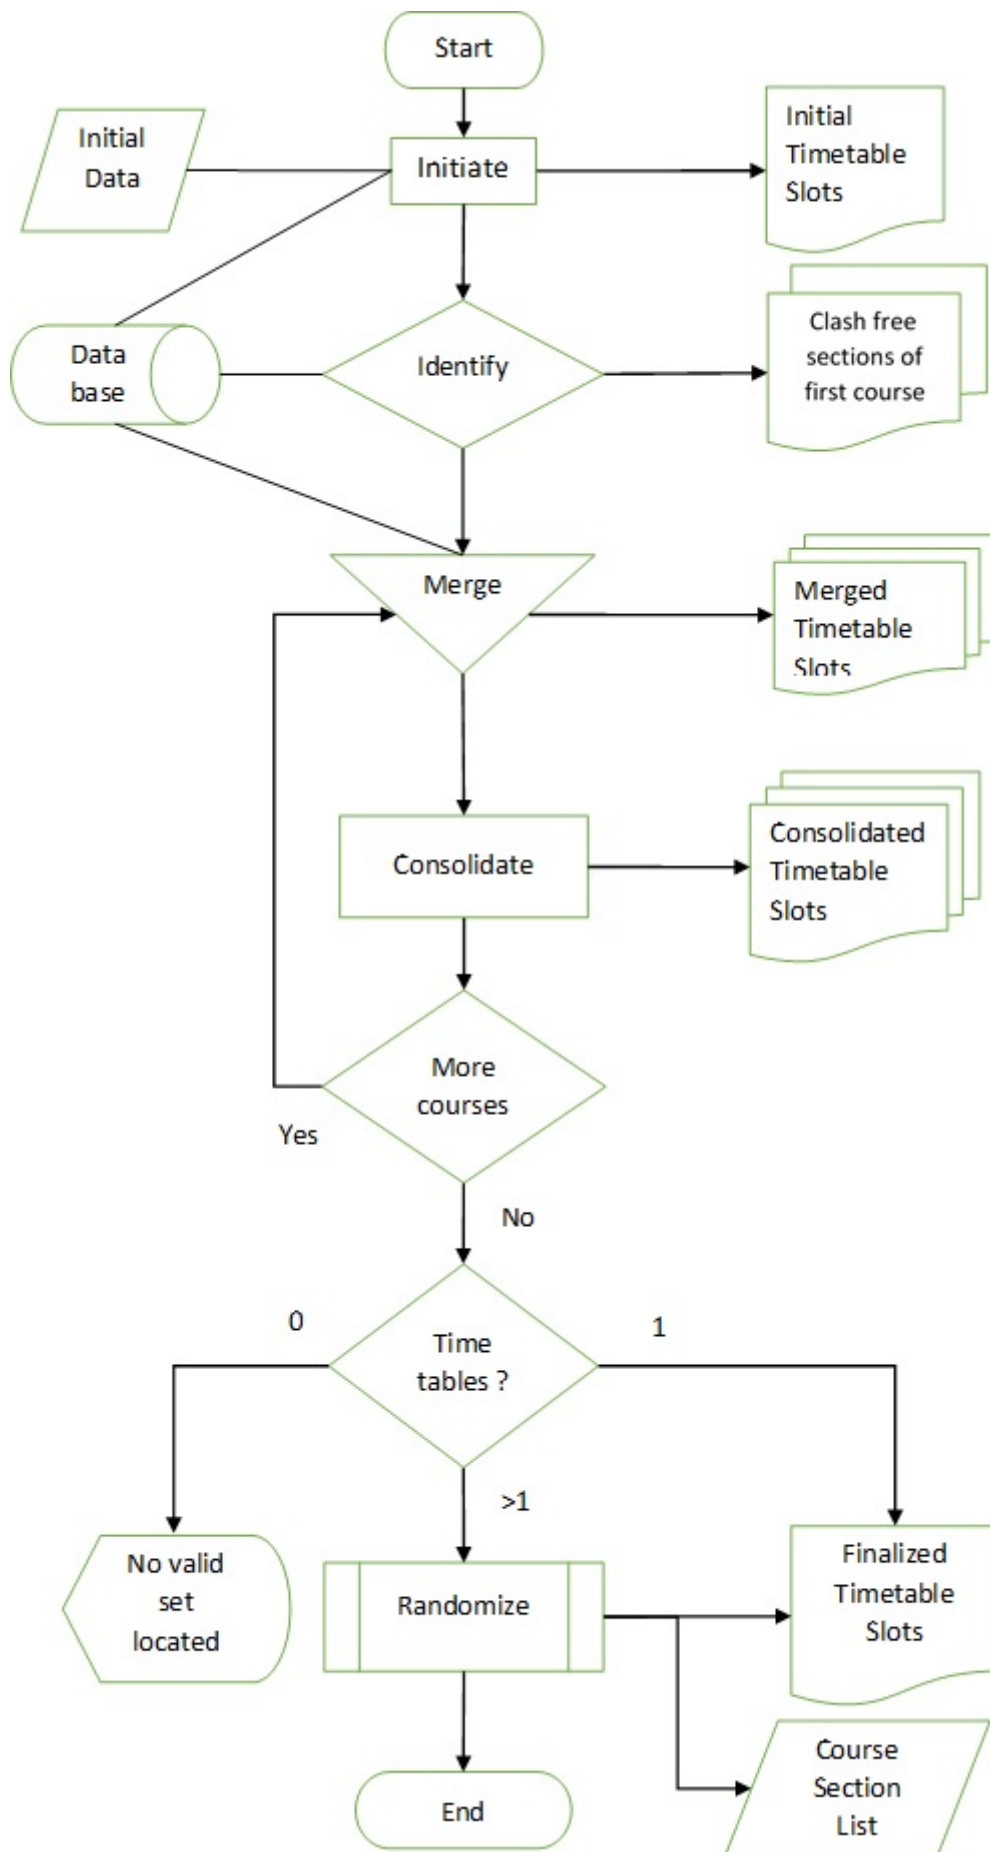 Start
Initial
Data
Initiate
Initial
Timetable
Slots
Data
base
Identify
Clash free
sections of
first course
Merge
Merged
Timetable
Slots
Consolidate
Consolidated
Timetable
Slots
More
courses
Yes
No
0
Time
tables ?
1
>1
No valid
set
located
Randomize
Finalized
Timetable
Slots
End
Course
Section
List